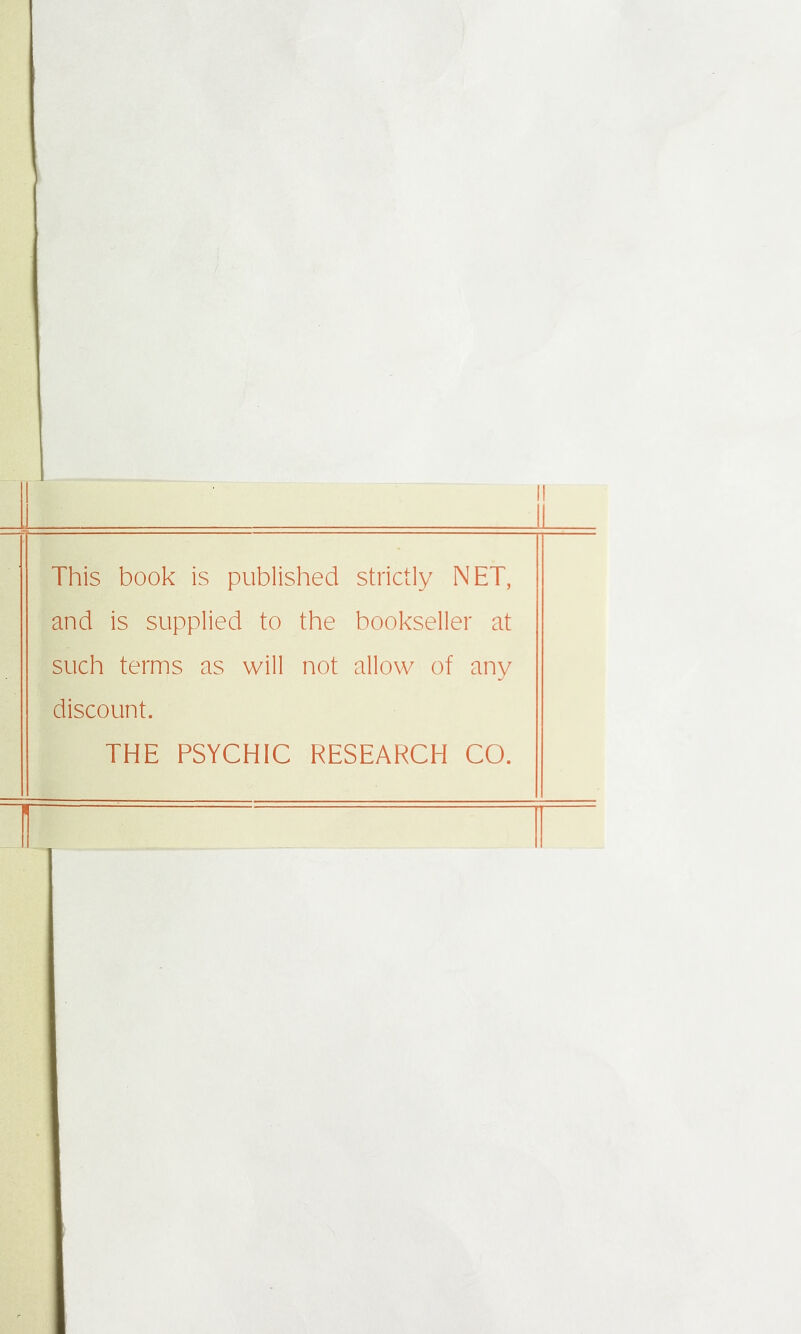 This book is published strictly NET,
and is supplied to the bookseller at
such terms as will not allow of any
discount.
THE PSYCHIC RESEARCH CO.